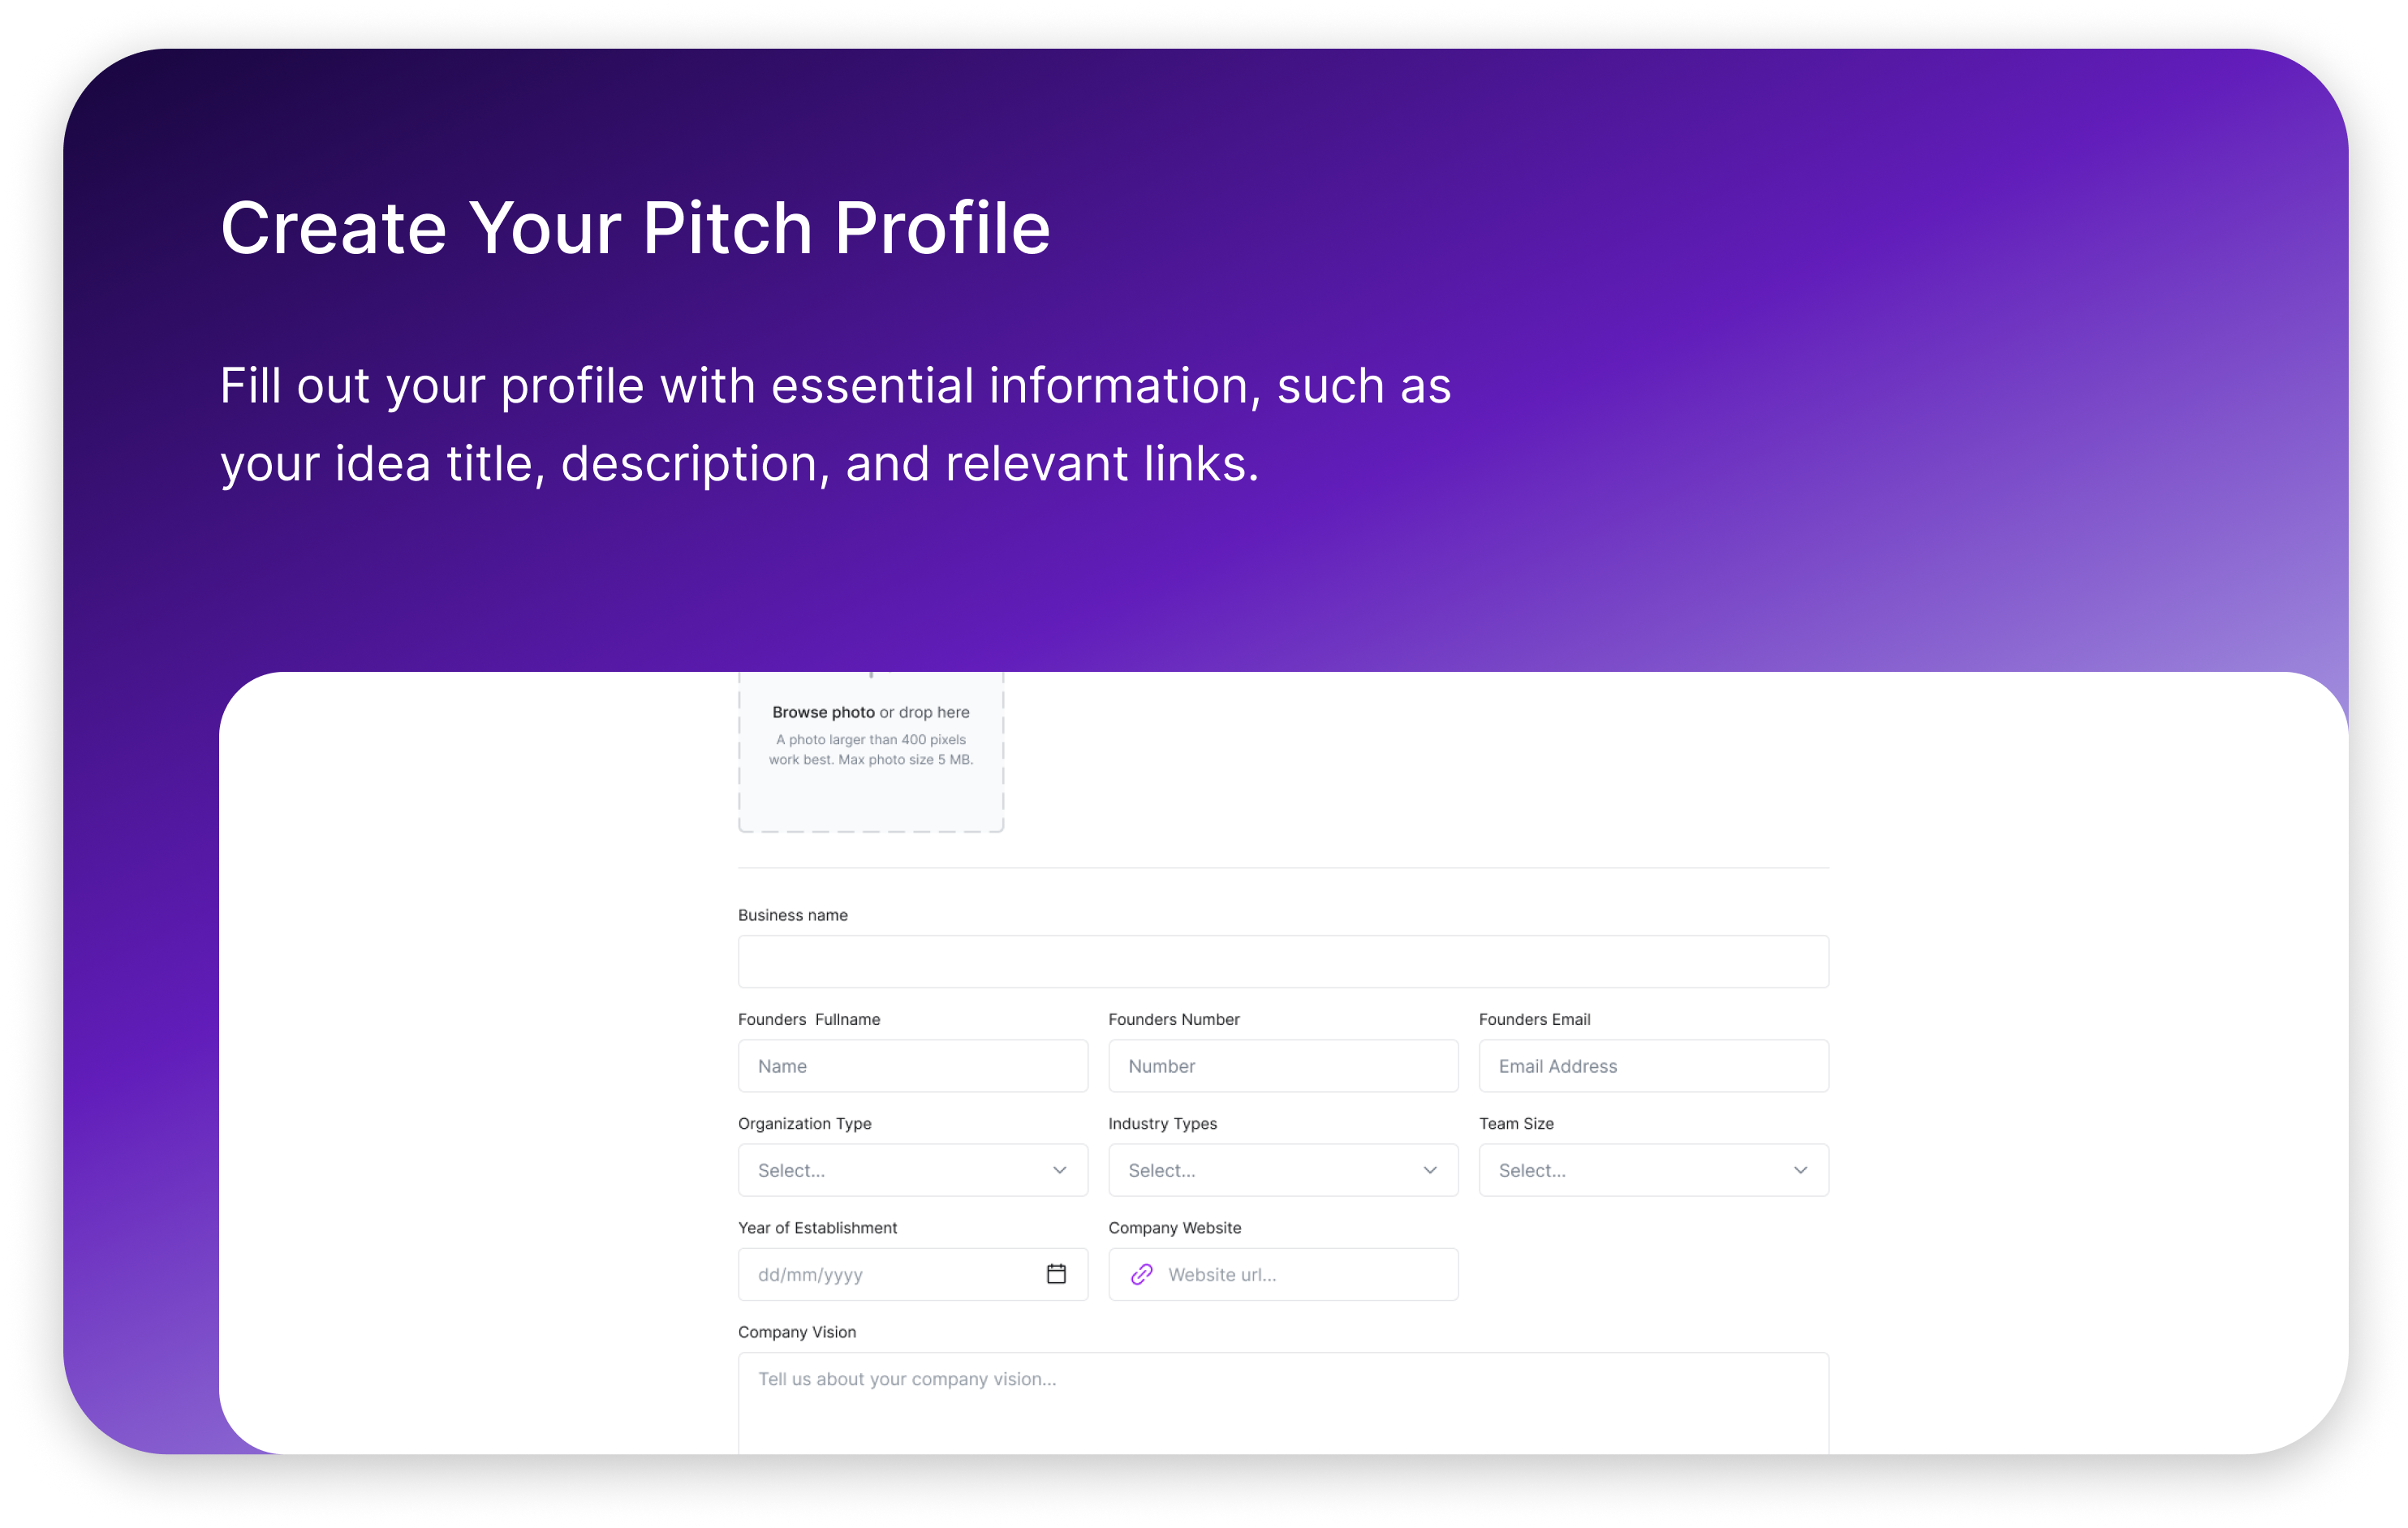 Create Your Pitch Profile
Fill out your profile with essential information, such as
your idea title, description, and relevant links.
Browse photo or drop here
A photo larger than 400 pixels
work best. Max photo size 5 MB.
Business name
Founders  Fullname
Founders Number
Founders Email
Name
Number
Email Address
Organization Type
Industry Types
Team Size
Select...
Select...
Select...
Year of Establishment
Company Website
dd/mm/yyyy
Website url...
Company Vision
Tell us about your company vision...